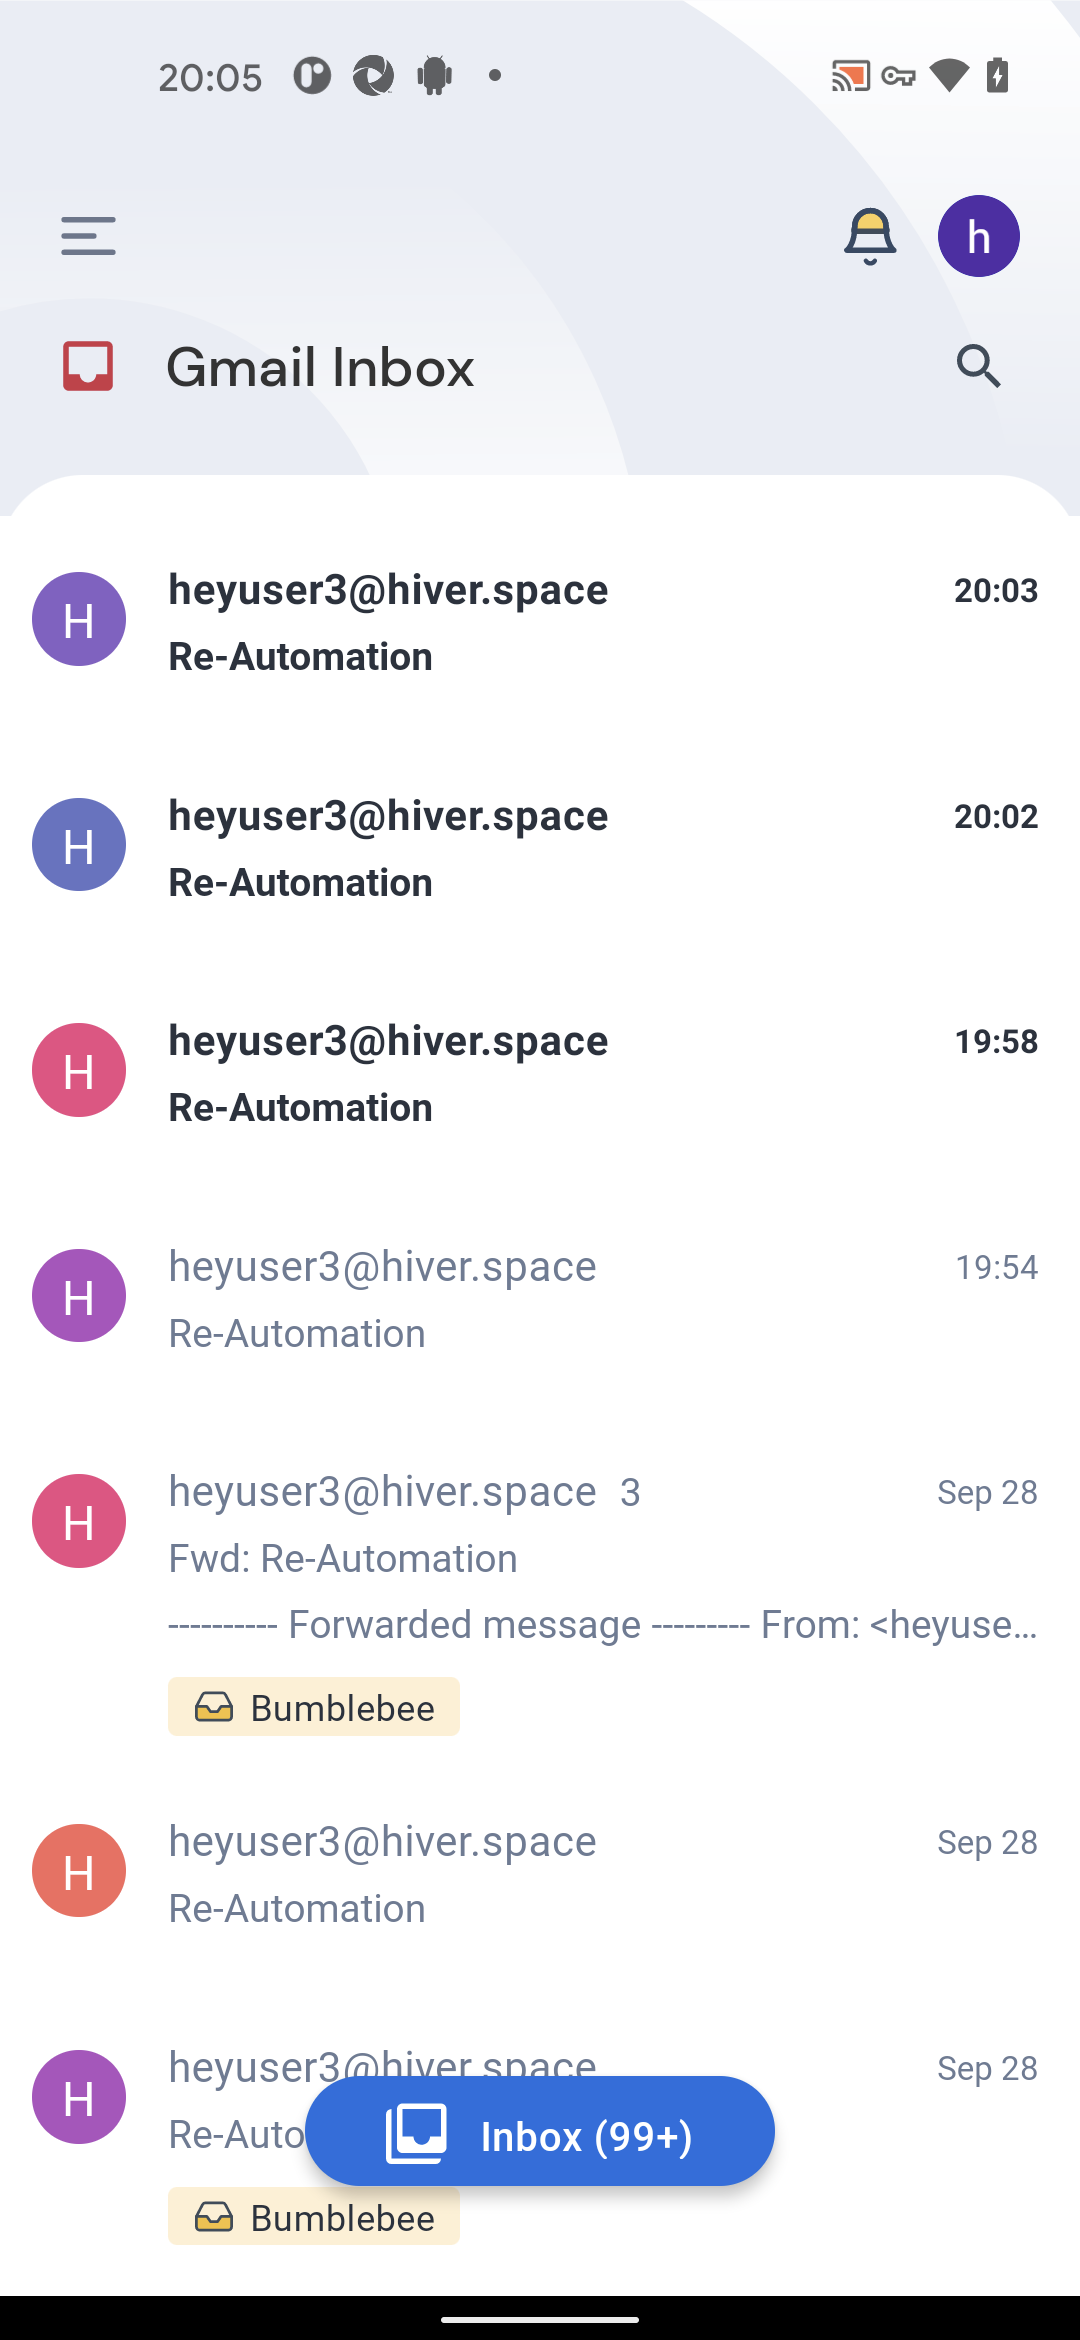 20:05
h
Gmail Inbox
H heyuser3@hiver.space 20:03
Re-Automation
H heyuser3@hiver.space 20:02
Re-Automation
H heyuser3@hiver.space 19:58
Re-Automation
H heyuser3@hiver.space 19:54
Re-Automation
H heyuser3@hiver.space 3 Sep 28
Fwd: Re-Automation
---------- Forwarded message --------- From: <heyuse...
Bumblebee
H heyuser3@hiver.space Sep 28
Re-Automation
H heyuser3@hiver.space Sep 28
Re-Auto
Inbox (99+)
Bumblebee